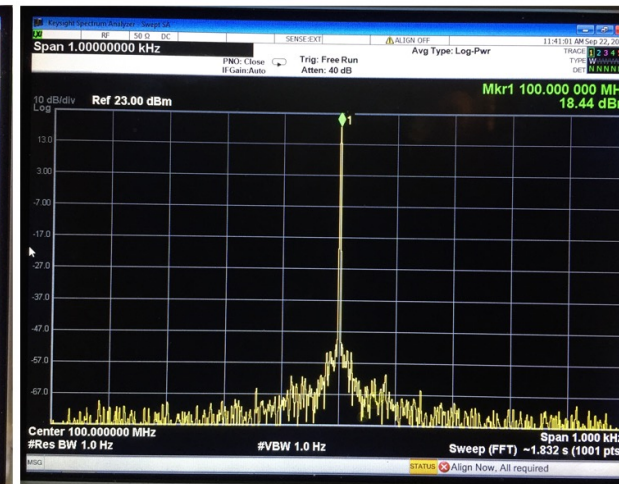 Keysight Spectrum Analyzer - Swept SA
LXI RF 50 Ω DC SENSE:EXT ALIGN OFF 11:41:01 AM Sep 22, 20
Span 1.00000000 kHz Avg Type: Log-Pwr TRACE 1 2 3 4 5
PNO: Close Trig: Free Run TYPE W
IFGain:Auto Atten: 40 dB DET N N N N N
Mkr1 100.000 000 MH
10 dB/div Ref 23.00 dBm 18.44 dB
Log
1
13.0
3.00
-7.00
-17.0
-27.0
-37.0
-47.0
-57.0
-67.0
Center 100.000000 MHz Span 1.000 kHz
#Res BW 1.0 Hz #VBW 1.0 Hz Sweep (FFT) ~1.832 s (1001 pts
MSG STATUS Align Now, All required